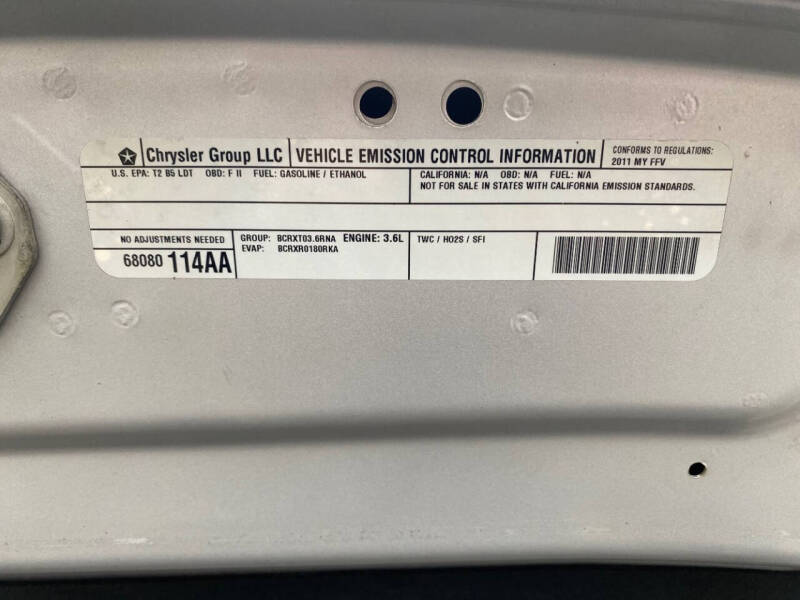 Chrysler Group LLC VEHICLE EMISSION CONTROL INFORMATION CONFORMS TO REGULATIONS:
2011 MY FFV
U.S. EPA: T2 B5 LDT OBD: F II FUEL: GASOLINE / ETHANOL
CALIFORNIA: N/A OBD: N/A FUEL: N/A
NOT FOR SALE IN STATES WITH CALIFORNIA EMISSION STANDARDS.
NO ADJUSTMENTS NEEDED
68080 114AA
GROUP: BCRXT03.6RNA ENGINE: 3.6L
EVAP: BCRXR0180RKA
TWC / HO2S / SFI